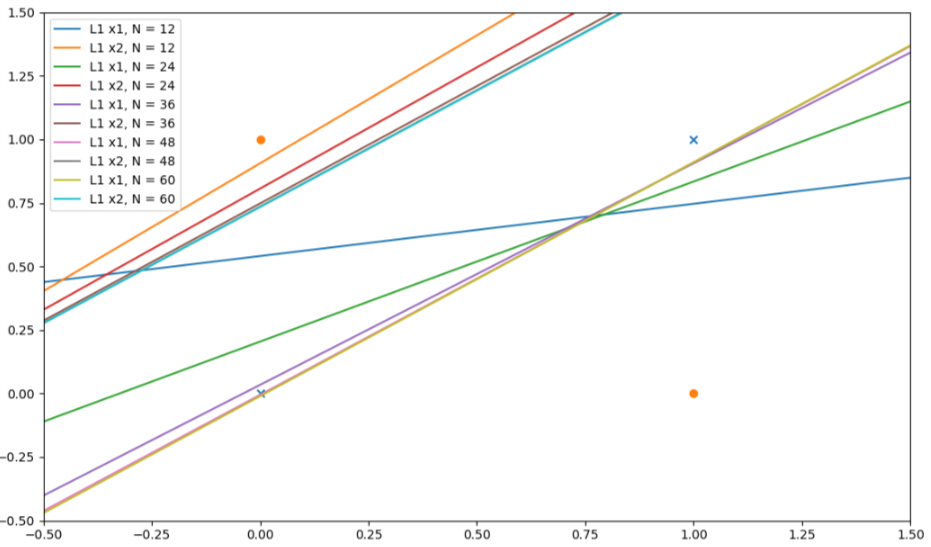 1.50
1.25
1.00
0.75
0.50
0.25
0.00
−0.25
−0.50
L1 x1, N = 12
L1 x2, N = 12
L1 x1, N = 24
L1 x2, N = 24
L1 x1, N = 36
L1 x2, N = 36
L1 x1, N = 48
L1 x2, N = 48
L1 x1, N = 60
L1 x2, N = 60
−0.50 −0.25 0.00 0.25 0.50 0.75 1.00 1.25 1.50